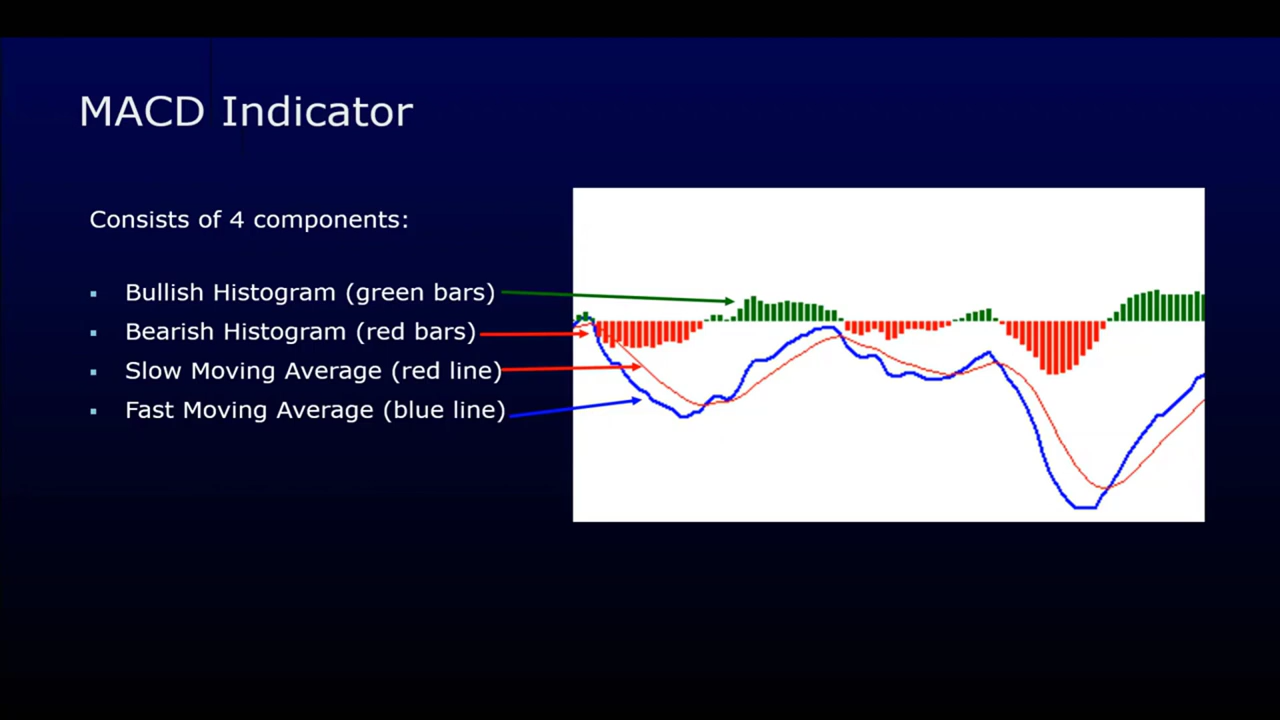 MACD Indicator
Consists of 4 components:
▪ Bullish Histogram (green bars)
▪ Bearish Histogram (red bars)
▪ Slow Moving Average (red line)
▪ Fast Moving Average (blue line)